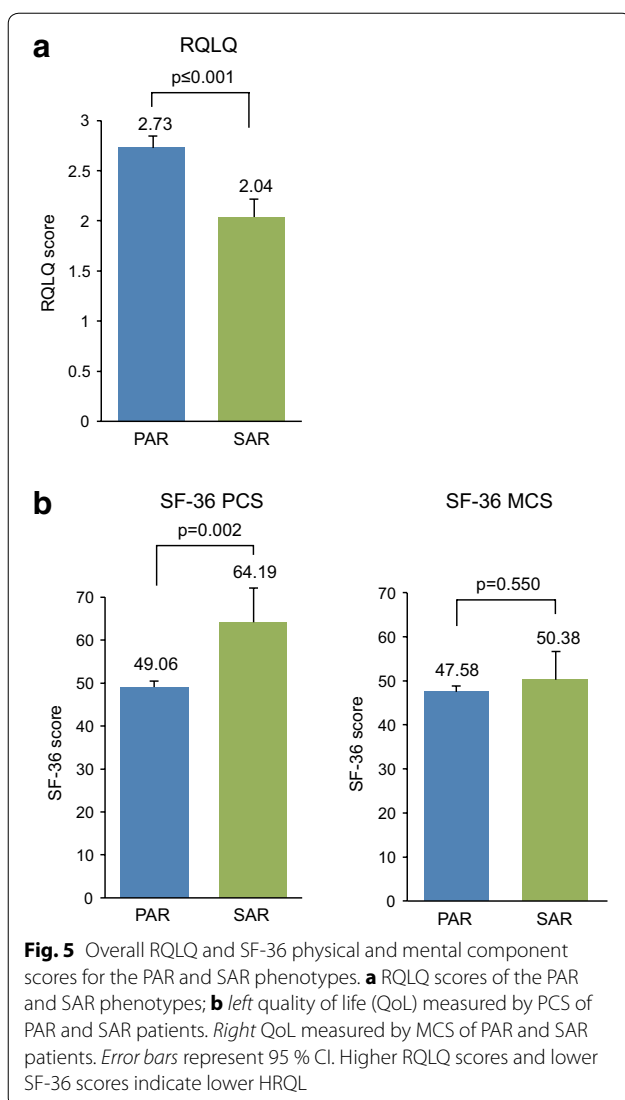 a
RQLQ
p≤0.001
3
2.73
2.5
2.04
2
1.5
1
0.5
0
RQLQ score
PAR SAR
b
SF-36 PCS
p=0.002
64.19
70
60
49.06
50
40
30
20
10
0
SF-36 score
PAR SAR
SF-36 MCS
p=0.550
70
60
50.38
47.58
50
40
30
20
10
0
SF-36 score
PAR SAR
Fig. 5 Overall RQLQ and SF-36 physical and mental component
scores for the PAR and SAR phenotypes. a RQLQ scores of the PAR
and SAR phenotypes; b left quality of life (QoL) measured by PCS of
PAR and SAR patients. Right QoL measured by MCS of PAR and SAR
patients. Error bars represent 95 % CI. Higher RQLQ scores and lower
SF-36 scores indicate lower HRQL